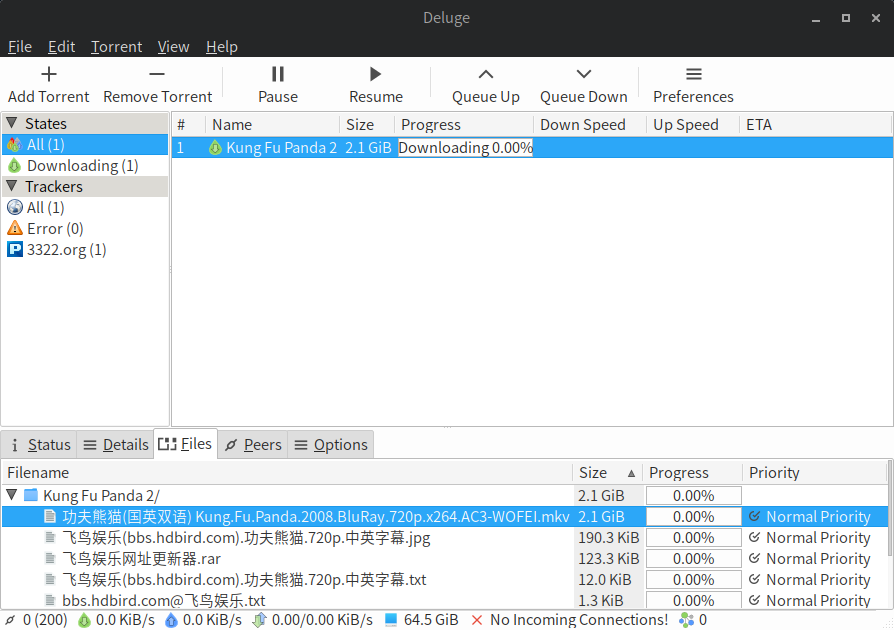 Deluge
File Edit Torrent View Help
Add Torrent Remove Torrent Pause Resume Queue Up Queue Down Preferences
States
All (1)
Downloading (1)
Trackers
All (1)
Error (0)
3322.org (1)
# Name Size Progress Down Speed Up Speed ETA
1 Kung Fu Panda 2 2.1 GiB Downloading 0.00%
Status Details Files Peers Options
Filename Size Progress Priority
Kung Fu Panda 2/ 2.1 GiB 0.00%
功夫熊猫(国英双语) Kung.Fu.Panda.2008.BluRay.720p.x264.AC3-WOFEI.mkv 2.1 GiB 0.00% Normal Priority
飞鸟娱乐(bbs.hdbird.com).功夫熊猫.720p.中英字幕.jpg 190.3 KiB 0.00% Normal Priority
飞鸟娱乐网址更新器.rar 123.3 KiB 0.00% Normal Priority
飞鸟娱乐(bbs.hdbird.com).功夫熊猫.720p.中英字幕.txt 12.0 KiB 0.00% Normal Priority
bbs.hdbird.com@飞鸟娱乐.txt 1.3 KiB 0.00% Normal Priority
0 (200) 0.0 KiB/s 0.0 KiB/s 0.00/0.00 KiB/s 64.5 GiB No Incoming Connections! 0